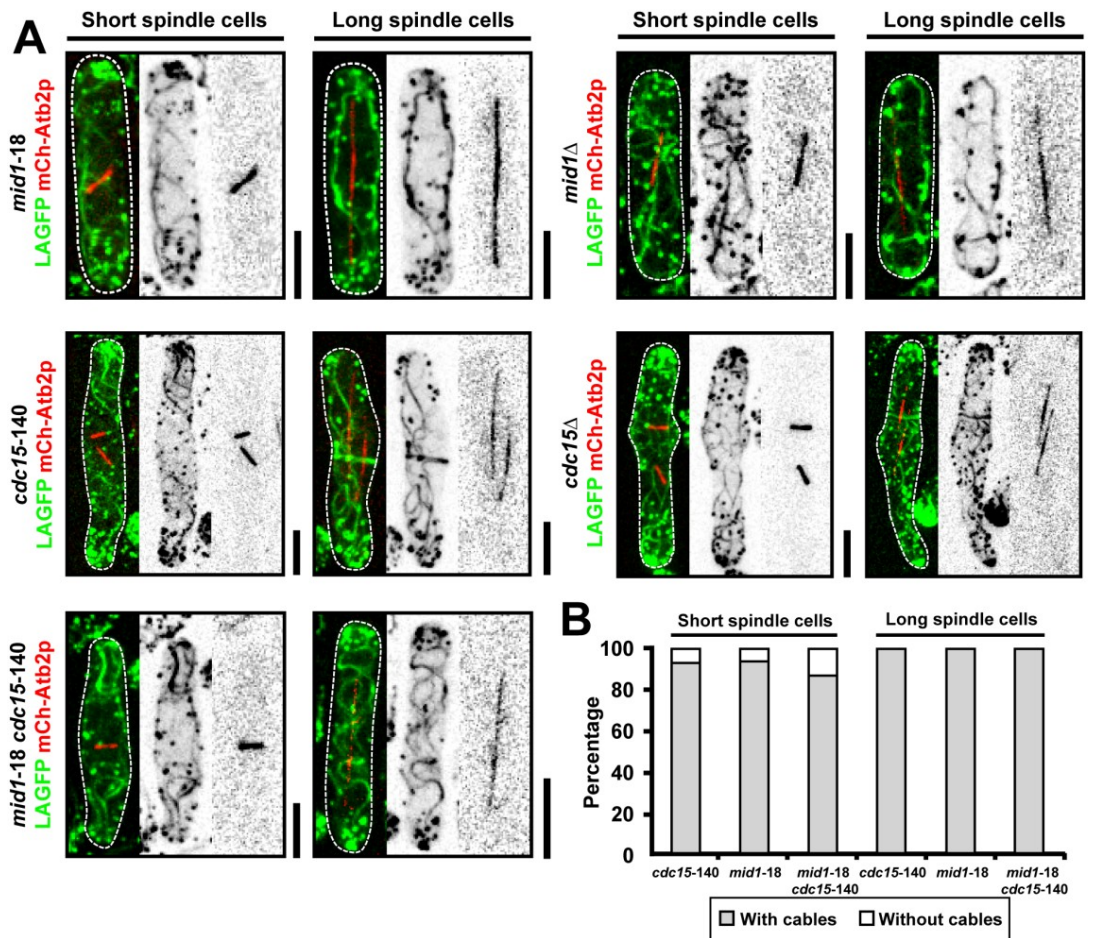 A
Short spindle cells
Long spindle cells
Short spindle cells
Long spindle cells
mid1-18
LAGFP mCh-Atb2p
mid1Δ
LAGFP mCh-Atb2p
cdc15-140
LAGFP mCh-Atb2p
cdc15Δ
LAGFP mCh-Atb2p
mid1-18 cdc15-140
LAGFP mCh-Atb2p
B
Short spindle cells
Long spindle cells
Percentage
100
80
60
40
20
0
cdc15-140
mid1-18
mid1-18
cdc15-140
cdc15-140
mid1-18
mid1-18
cdc15-140
With cables
Without cables